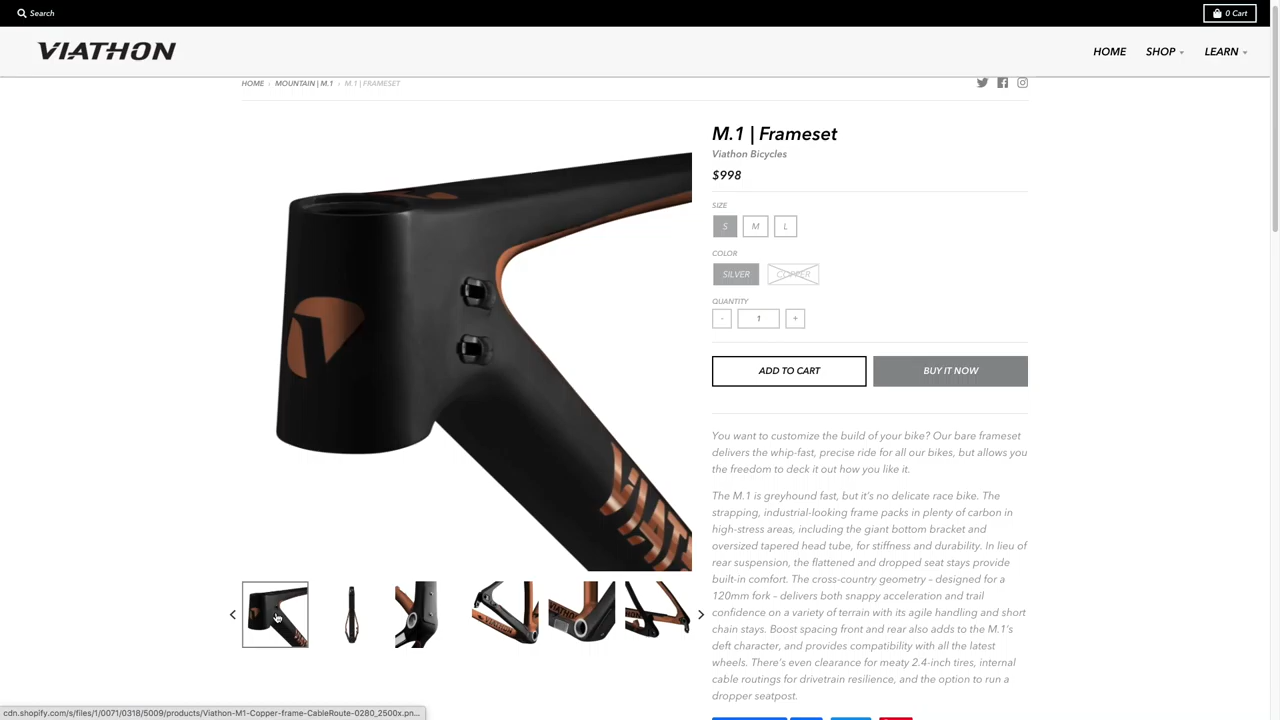 Search
0 Cart
VIATHON
HOME
SHOP
LEARN
HOME › MOUNTAIN | M.1 › M.1 | FRAMESET
M.1 | Frameset
Viathon Bicycles
$998
SIZE
S M L
COLOR
SILVER COPPER
QUANTITY
- 1 +
ADD TO CART
BUY IT NOW
You want to customize the build of your bike? Our bare frameset
delivers the whip-fast, precise ride for all our bikes, but allows you
the freedom to deck it out how you like it.
The M.1 is greyhound fast, but it's no delicate race bike. The
strapping, industrial-looking frame packs in plenty of carbon in
high-stress areas, including the giant bottom bracket and
oversized tapered head tube, for stiffness and durability. In lieu of
rear suspension, the flattened and dropped seat stays provide
built-in comfort. The cross-country geometry – designed for a
120mm fork – delivers both snappy acceleration and trail
confidence on a variety of terrain with its agile handling and short
chain stays. Boost spacing front and rear also adds to the M.1's
deft character, and provides compatibility with all the latest
wheels. There's even clearance for meaty 2.4-inch tires, internal
cable routings for drivetrain resilience, and the option to run a
dropper seatpost.
VIAT
cdn.shopify.com/s/files/1/0071/0318/5009/products/Viathon-M1-Copper-frame-CableRoute-0280_2500x.pn...